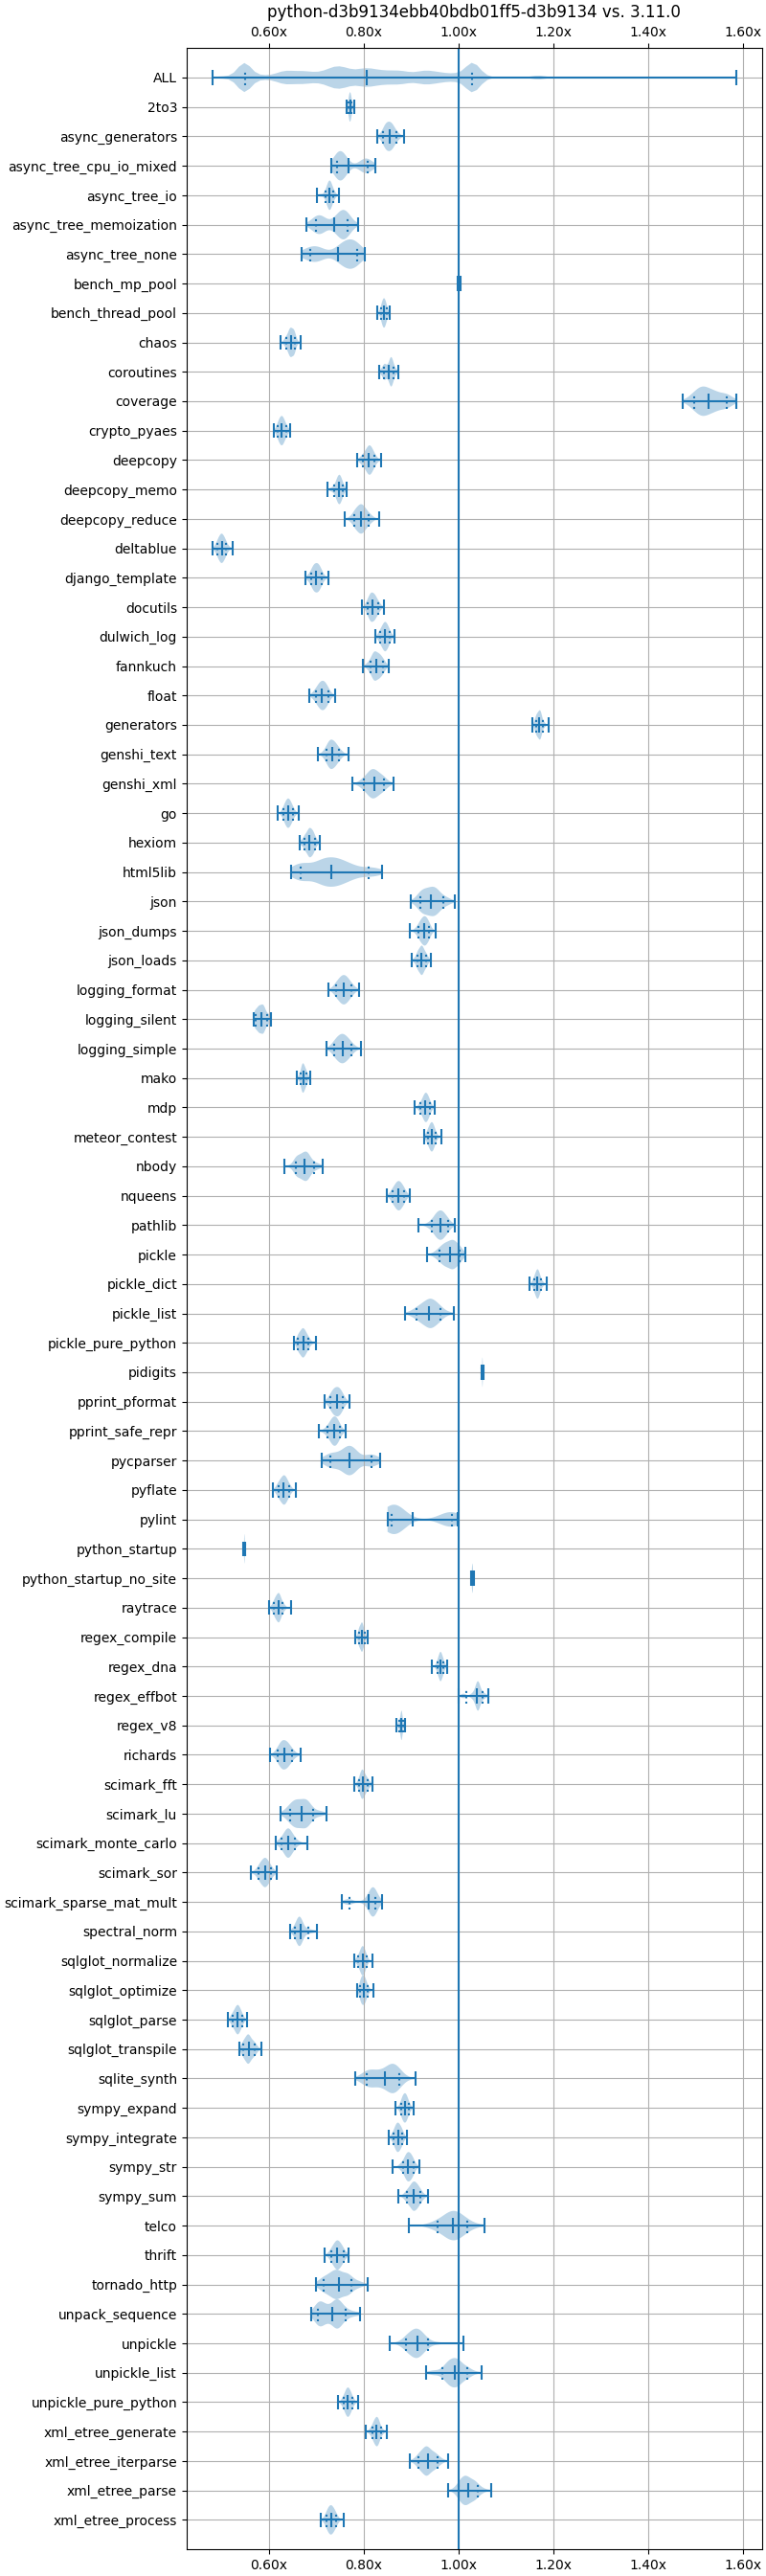 python-d3b9134ebb40bdb01ff5-d3b9134 vs. 3.11.0
0.60x 0.80x 1.00x 1.20x 1.40x 1.60x
ALL
2to3
async_generators
async_tree_cpu_io_mixed
async_tree_io
async_tree_memoization
async_tree_none
bench_mp_pool
bench_thread_pool
chaos
coroutines
coverage
crypto_pyaes
deepcopy
deepcopy_memo
deepcopy_reduce
deltablue
django_template
docutils
dulwich_log
fannkuch
float
generators
genshi_text
genshi_xml
go
hexiom
html5lib
json
json_dumps
json_loads
logging_format
logging_silent
logging_simple
mako
mdp
meteor_contest
nbody
nqueens
pathlib
pickle
pickle_dict
pickle_list
pickle_pure_python
pidigits
pprint_pformat
pprint_safe_repr
pycparser
pyflate
pylint
python_startup
python_startup_no_site
raytrace
regex_compile
regex_dna
regex_effbot
regex_v8
richards
scimark_fft
scimark_lu
scimark_monte_carlo
scimark_sor
scimark_sparse_mat_mult
spectral_norm
sqlglot_normalize
sqlglot_optimize
sqlglot_parse
sqlglot_transpile
sqlite_synth
sympy_expand
sympy_integrate
sympy_str
sympy_sum
telco
thrift
tornado_http
unpack_sequence
unpickle
unpickle_list
unpickle_pure_python
xml_etree_generate
xml_etree_iterparse
xml_etree_parse
xml_etree_process
0.60x 0.80x 1.00x 1.20x 1.40x 1.60x